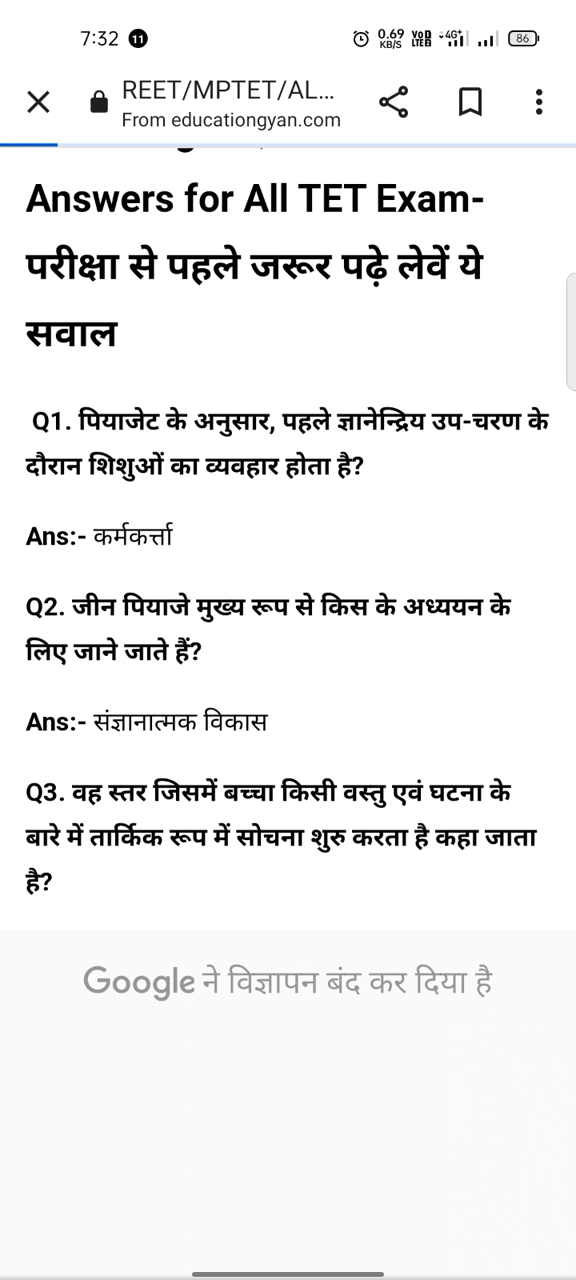 7:32 11 0.69 KB/S VoD LTE2 4G+ 86
REET/MPTET/AL...
From educationgyan.com
Answers for All TET Exam-
परीक्षा से पहले जरूर पढ़े लेवें ये
सवाल
Q1. पियाजेट के अनुसार, पहले ज्ञानेन्द्रिय उप-चरण के
दौरान शिशुओं का व्यवहार होता है?
Ans:- कर्मकर्त्ता
Q2. जीन पियाजे मुख्य रूप से किस के अध्ययन के
लिए जाने जाते हैं?
Ans:- संज्ञानात्मक विकास
Q3. वह स्तर जिसमें बच्चा किसी वस्तु एवं घटना के
बारे में तार्किक रूप में सोचना शुरु करता है कहा जाता
है?
Google ने विज्ञापन बंद कर दिया है